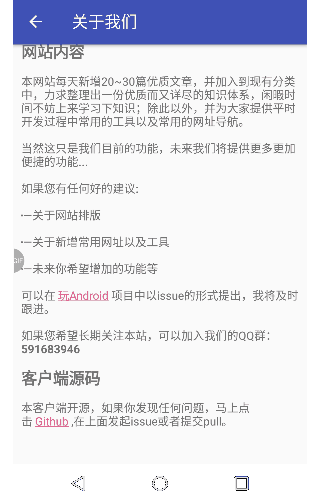 关于我们
网站内容
本网站每天新增20~30篇优质文章，并加入到现有分类
中，力求整理出一份优质而又详尽的知识体系，闲暇时
间不妨上来学习下知识；除此以外，并为大家提供平时
开发过程中常用的工具以及常用的网址导航。
当然这只是我们目前的功能，未来我们将提供更多更加
便捷的功能...
如果您有任何好的建议:
—关于网站排版
—关于新增常用网址以及工具
—未来你希望增加的功能等
可以在 玩Android 项目中以issue的形式提出，我将及时
跟进。
如果您希望长期关注本站，可以加入我们的QQ群：
591683946
客户端源码
本客户端开源，如果你发现任何问题，马上点
击 Github ,在上面发起issue或者提交pull。